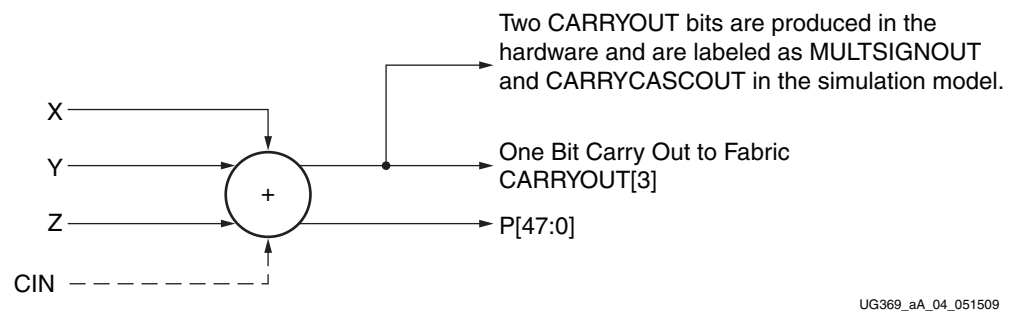 Two CARRYOUT bits are produced in the
hardware and are labeled as MULTSIGNOUT
and CARRYCASCOUT in the simulation model.
X
Y
One Bit Carry Out to Fabric
CARRYOUT[3]
+
Z
P[47:0]
CIN
UG369_aA_04_051509